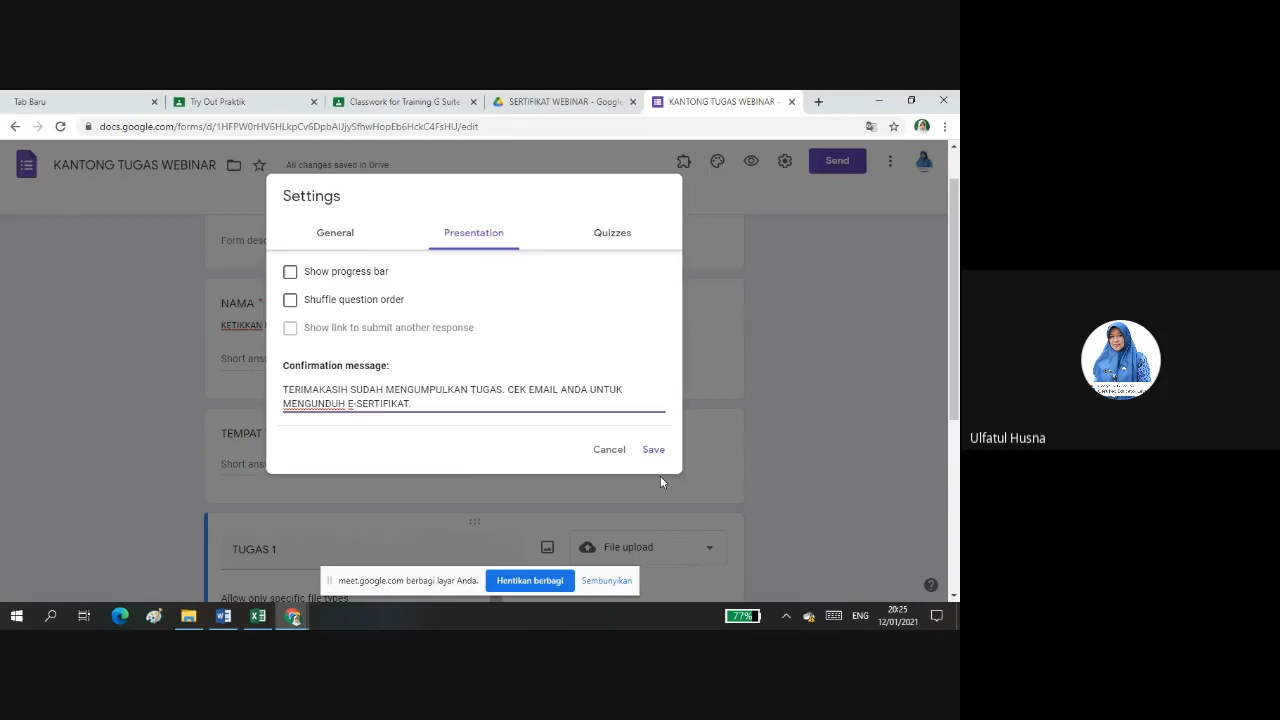 Tab Baru
Try Out Praktik
Classwork for Training G Suite
SERTIFIKAT WEBINAR - Google
KANTONG TUGAS WEBINAR -
docs.google.com/forms/d/1HFPW0rHV6HLkpCv6DpbAlJjySfhwHopEb6HckC4FsHU/edit
KANTONG TUGAS WEBINAR
All changes saved in Drive
Send
Settings
General
Presentation
Quizzes
Form desc
Show progress bar
Shuffle question order
Show link to submit another response
NAMA *
KETIKKAN
Short answ
Confirmation message:
TERIMAKASIH SUDAH MENGUMPULKAN TUGAS. CEK EMAIL ANDA UNTUK
MENGUNDUH E-SERTIFIKAT.
Cancel
Save
TEMPAT
Short answ
TUGAS 1
File upload
Allow only specific file types
meet.google.com berbagi layar Anda.
Hentikan berbagi
Sembunyikan
77%
ENG
20:25
12/01/2021
Ulfatul Husna